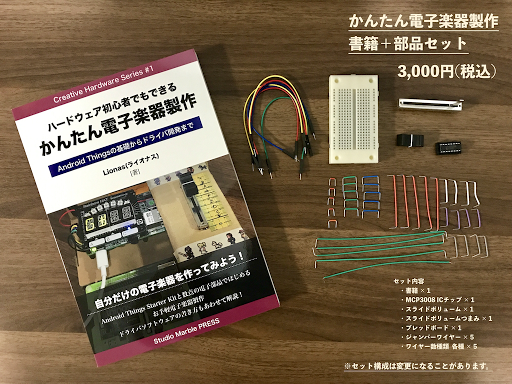 かんたん電子楽器製作
書籍＋部品セット
3,000円(税込)
Creative Hardware Series #1
ハードウェア初心者でもできる
かんたん電子楽器製作
Android Thingsの基礎からドライバ開発まで
Lionas(ライオナス)
[著]
自分だけの電子楽器を作ってみよう！
Android Things Starter Kitと数点の電子部品ではじめる
お手軽電子楽器製作
ドライバソフトウェアの書き方もあわせて解説！
Studio Marble PRESS
セット内容
・書籍 × 1
・MCP3008 ICチップ × 1
・スライドボリューム × 1
・スライドボリュームつまみ × 1
・ブレッドボード × 1
・ジャンパーワイヤー × 5
・ワイヤー数種類 各種 × 5
※セット構成は変更になることがあります。